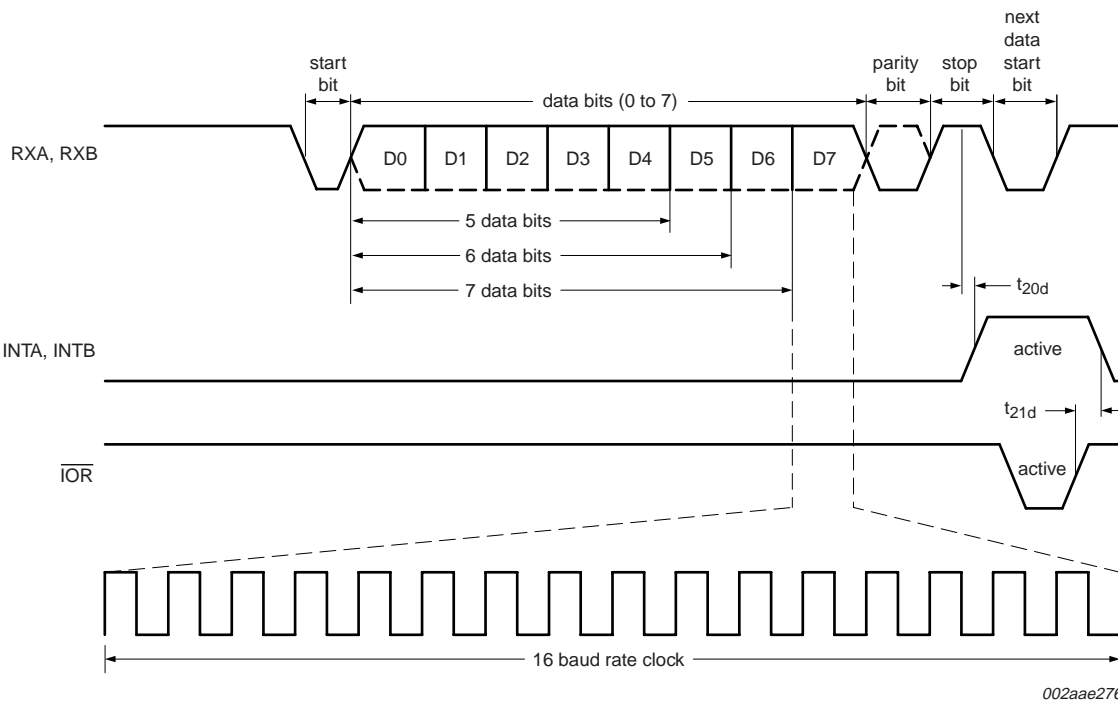 next
data
start
bit
start
bit
parity
bit
stop
bit
data bits (0 to 7)
RXA, RXB
D0 D1 D2 D3 D4 D5 D6 D7
5 data bits
6 data bits
7 data bits
t20d
INTA, INTB
active
t21d
IOR
active
16 baud rate clock
002aae276